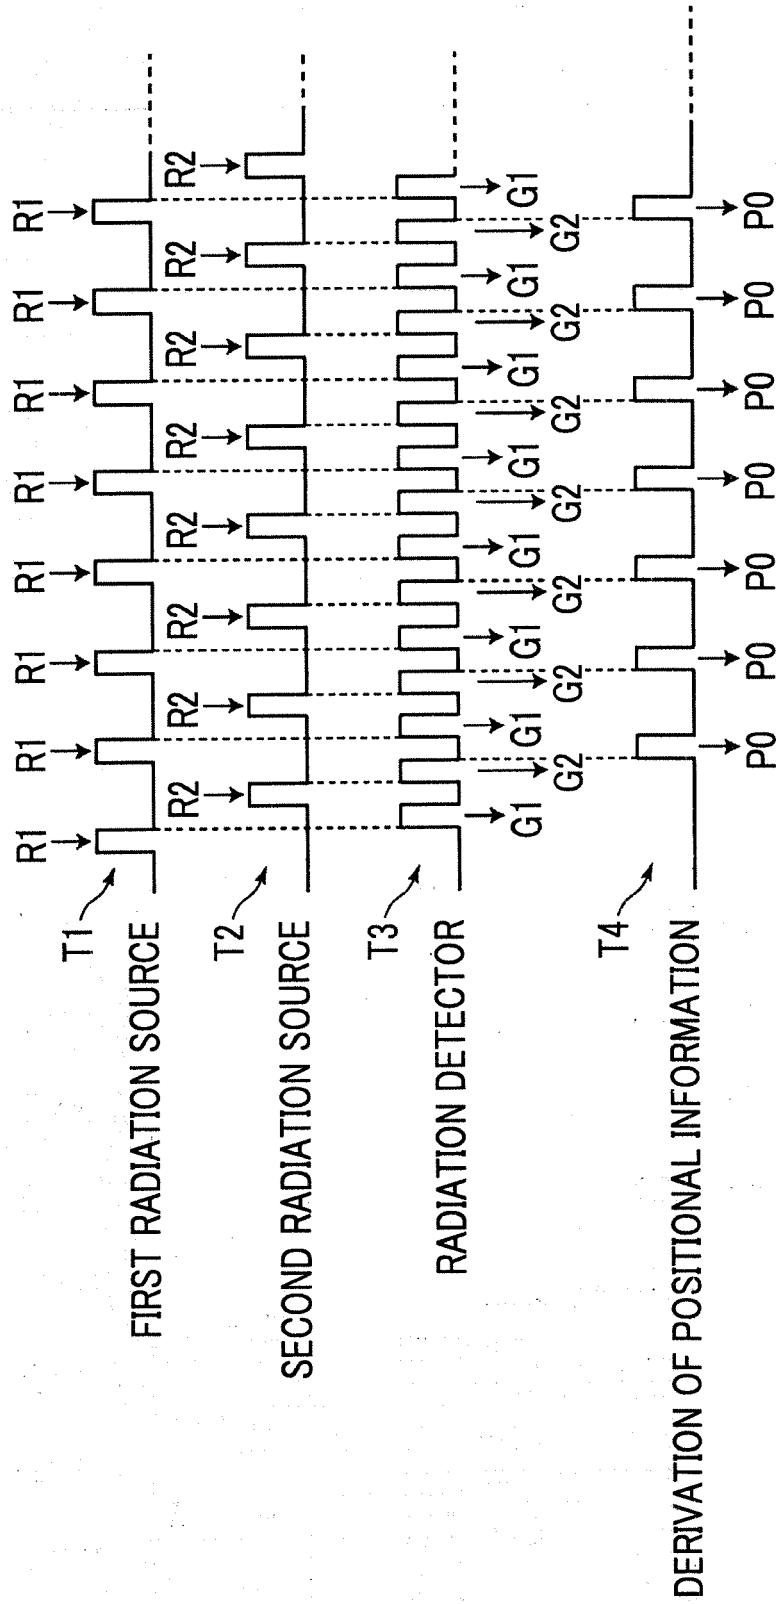 R1 R1 R1 R1 R1 R1 R1 R1
T1
FIRST RADIATION SOURCE
R2 R2 R2 R2 R2 R2 R2 R2
T2
SECOND RADIATION SOURCE
T3
RADIATION DETECTOR
G1 G1 G1 G1 G1 G1 G1 G1
G2 G2 G2 G2 G2 G2 G2
T4
DERIVATION OF POSITIONAL INFORMATION
P0 P0 P0 P0 P0 P0 P0